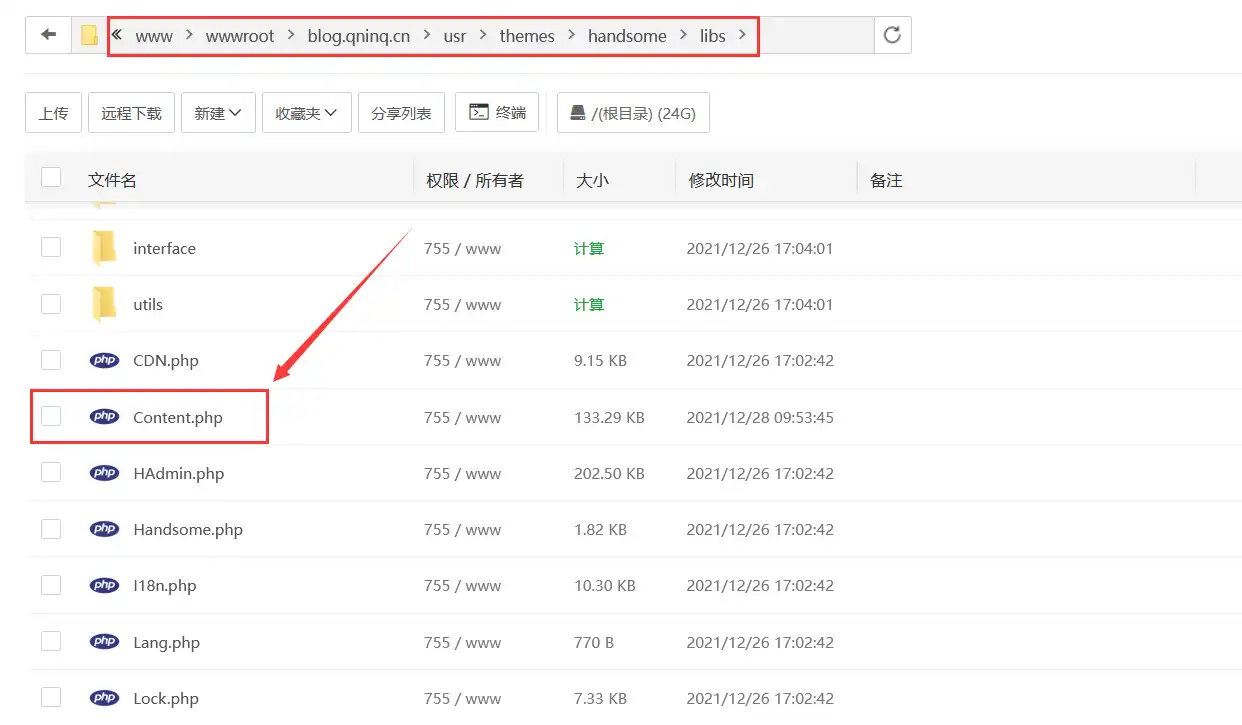 « www > wwwroot > blog.qninq.cn > usr > themes > handsome > libs >
上传 远程下载 新建 收藏夹 分享列表 终端 /(根目录) (24G)
文件名 权限 / 所有者 大小 修改时间 备注
interface 755 / www 计算 2021/12/26 17:04:01
utils 755 / www 计算 2021/12/26 17:04:01
php CDN.php 755 / www 9.15 KB 2021/12/26 17:02:42
php Content.php 755 / www 133.29 KB 2021/12/28 09:53:45
php HAdmin.php 755 / www 202.50 KB 2021/12/26 17:02:42
php Handsome.php 755 / www 1.82 KB 2021/12/26 17:02:42
php I18n.php 755 / www 10.30 KB 2021/12/26 17:02:42
php Lang.php 755 / www 770 B 2021/12/26 17:02:42
php Lock.php 755 / www 7.33 KB 2021/12/26 17:02:42